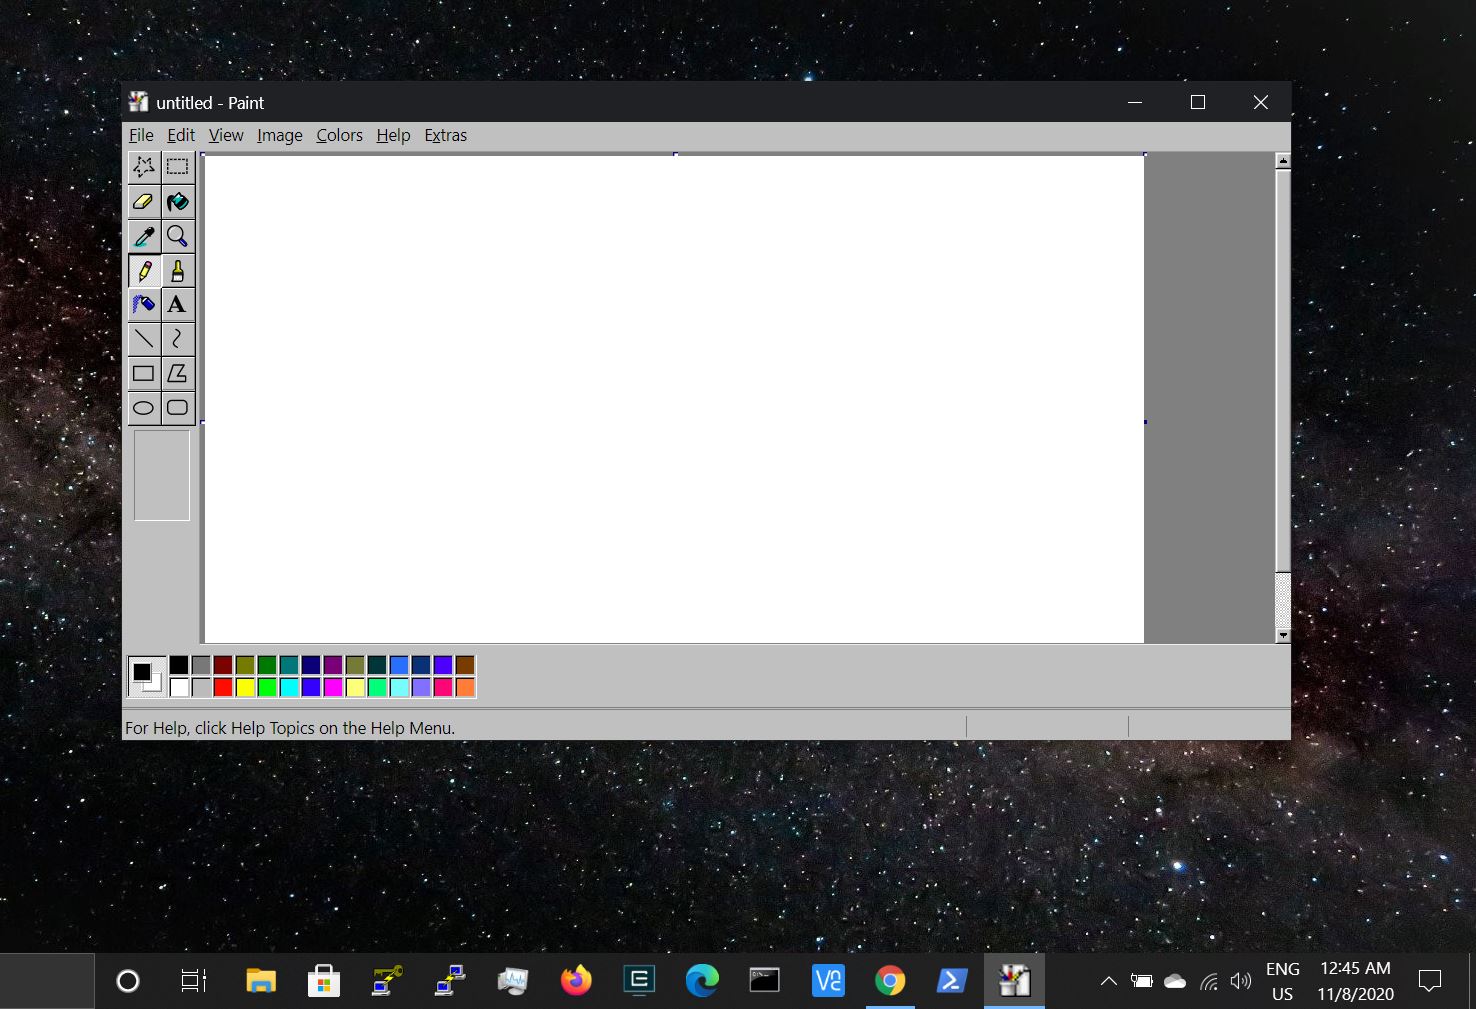 untitled - Paint
File Edit View Image Colors Help Extras
A
For Help, click Help Topics on the Help Menu.
ENG
US
12:45 AM
11/8/2020